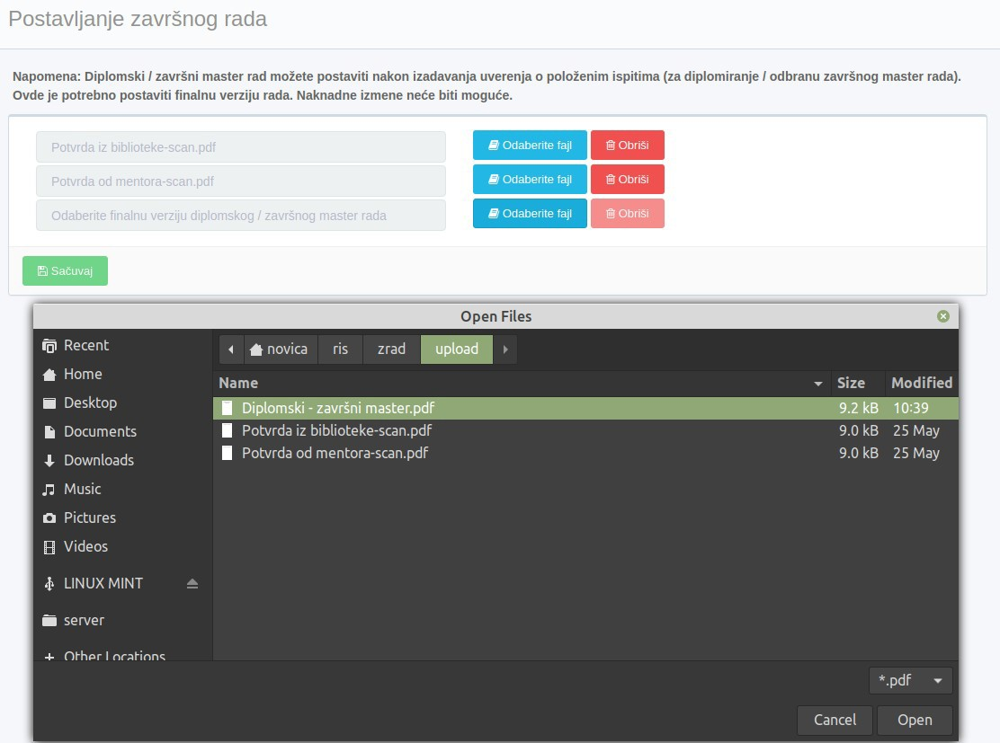 Postavljanje završnog rada
Napomena: Diplomski / završni master rad možete postaviti nakon izadavanja uverenja o položenim ispitima (za diplomiranje / odbranu završnog master rada).
Ovde je potrebno postaviti finalnu verziju rada. Naknadne izmene neće biti moguće.
Potvrda iz biblioteke-scan.pdf Odaberite fajl Obriši
Potvrda od mentora-scan.pdf Odaberite fajl Obriši
Odaberite finalnu verziju diplomskog / završnog master rada Odaberite fajl Obriši
Sačuvaj
Open Files
Recent
Home
Desktop
Documents
Downloads
Music
Pictures
Videos
LINUX MINT
server
Other Locations
novica ris zrad upload
Name Size Modified
Diplomski - završni master.pdf 9.2 kB 10:39
Potvrda iz biblioteke-scan.pdf 9.0 kB 25 May
Potvrda od mentora-scan.pdf 9.0 kB 25 May
*.pdf
Cancel Open